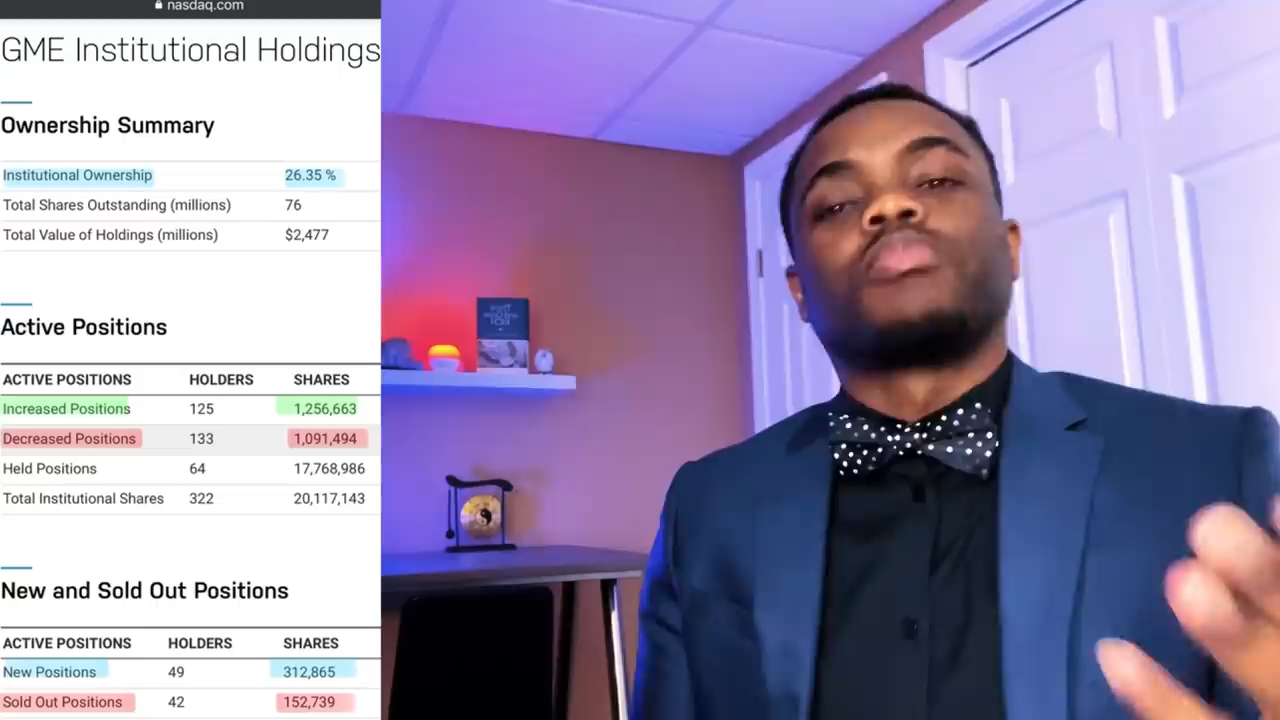 nasdaq.com
GME Institutional Holdings
Ownership Summary
Institutional Ownership 26.35 %
Total Shares Outstanding (millions) 76
Total Value of Holdings (millions) $2,477
Active Positions
ACTIVE POSITIONS HOLDERS SHARES
Increased Positions 125 1,256,663
Decreased Positions 133 1,091,494
Held Positions 64 17,768,986
Total Institutional Shares 322 20,117,143
New and Sold Out Positions
ACTIVE POSITIONS HOLDERS SHARES
New Positions 49 312,865
Sold Out Positions 42 152,739